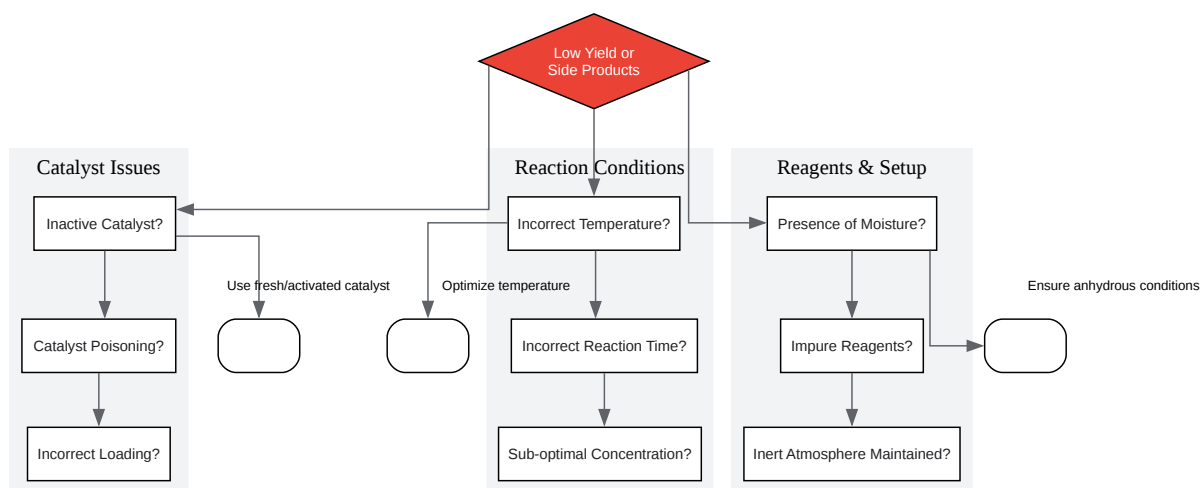 Low Yield or
Side Products
Catalyst Issues
Reaction Conditions
Reagents & Setup
Inactive Catalyst?
Incorrect Temperature?
Presence of Moisture?
Use fresh/activated catalyst
Optimize temperature
Ensure anhydrous conditions
Catalyst Poisoning?
Incorrect Reaction Time?
Impure Reagents?
Incorrect Loading?
Sub-optimal Concentration?
Inert Atmosphere Maintained?